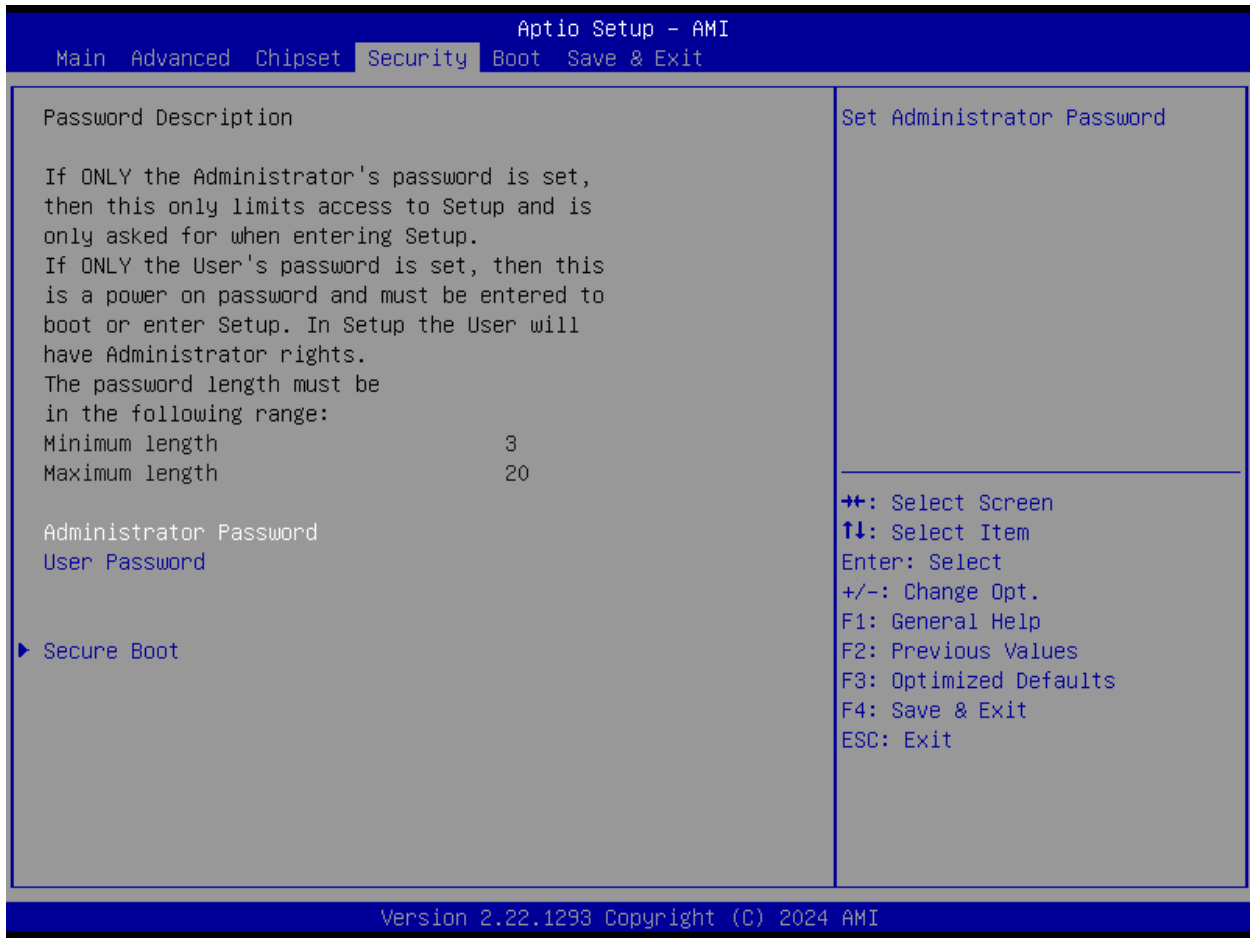 Aptio Setup – AMI
Main Advanced Chipset Security Boot Save & Exit
Password Description
If ONLY the Administrator's password is set,
then this only limits access to Setup and is
only asked for when entering Setup.
If ONLY the User's password is set, then this
is a power on password and must be entered to
boot or enter Setup. In Setup the User will
have Administrator rights.
The password length must be
in the following range:
Minimum length 3
Maximum length 20
Administrator Password
User Password
Secure Boot
Set Administrator Password
→←: Select Screen
↑↓: Select Item
Enter: Select
+/-: Change Opt.
F1: General Help
F2: Previous Values
F3: Optimized Defaults
F4: Save & Exit
ESC: Exit
Version 2.22.1293 Copyright (C) 2024 AMI